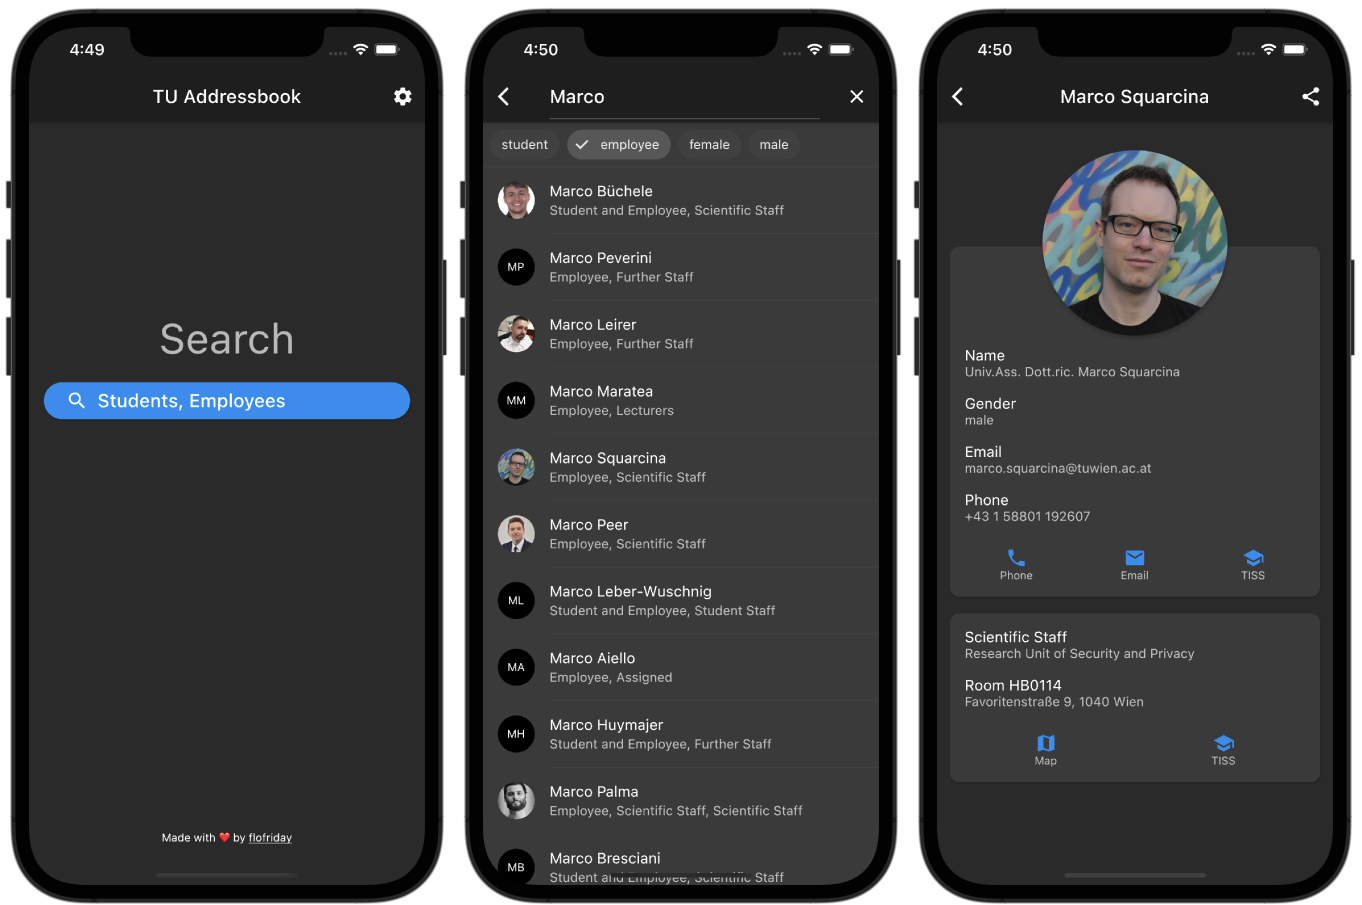 4:49
TU Addressbook
Search
Students, Employees
Made with ❤️ by flofriday
4:50
Marco
student employee female male
Marco Büchele
Student and Employee, Scientific Staff
MP
Marco Peverini
Employee, Further Staff
Marco Leirer
Employee, Further Staff
MM
Marco Maratea
Employee, Lecturers
Marco Squarcina
Employee, Scientific Staff
Marco Peer
Employee, Scientific Staff
ML
Marco Leber-Wuschnig
Student and Employee, Student Staff
MA
Marco Aiello
Employee, Assigned
MH
Marco Huymajer
Student and Employee, Further Staff
Marco Palma
Employee, Scientific Staff, Scientific Staff
MB
Marco Bresciani
Student and Employee, Scientific Staff
4:50
Marco Squarcina
Name
Univ.Ass. Dott.ric. Marco Squarcina
Gender
male
Email
marco.squarcina@tuwien.ac.at
Phone
+43 1 58801 192607
Phone Email TISS
Scientific Staff
Research Unit of Security and Privacy
Room HB0114
Favoritenstraße 9, 1040 Wien
Map TISS